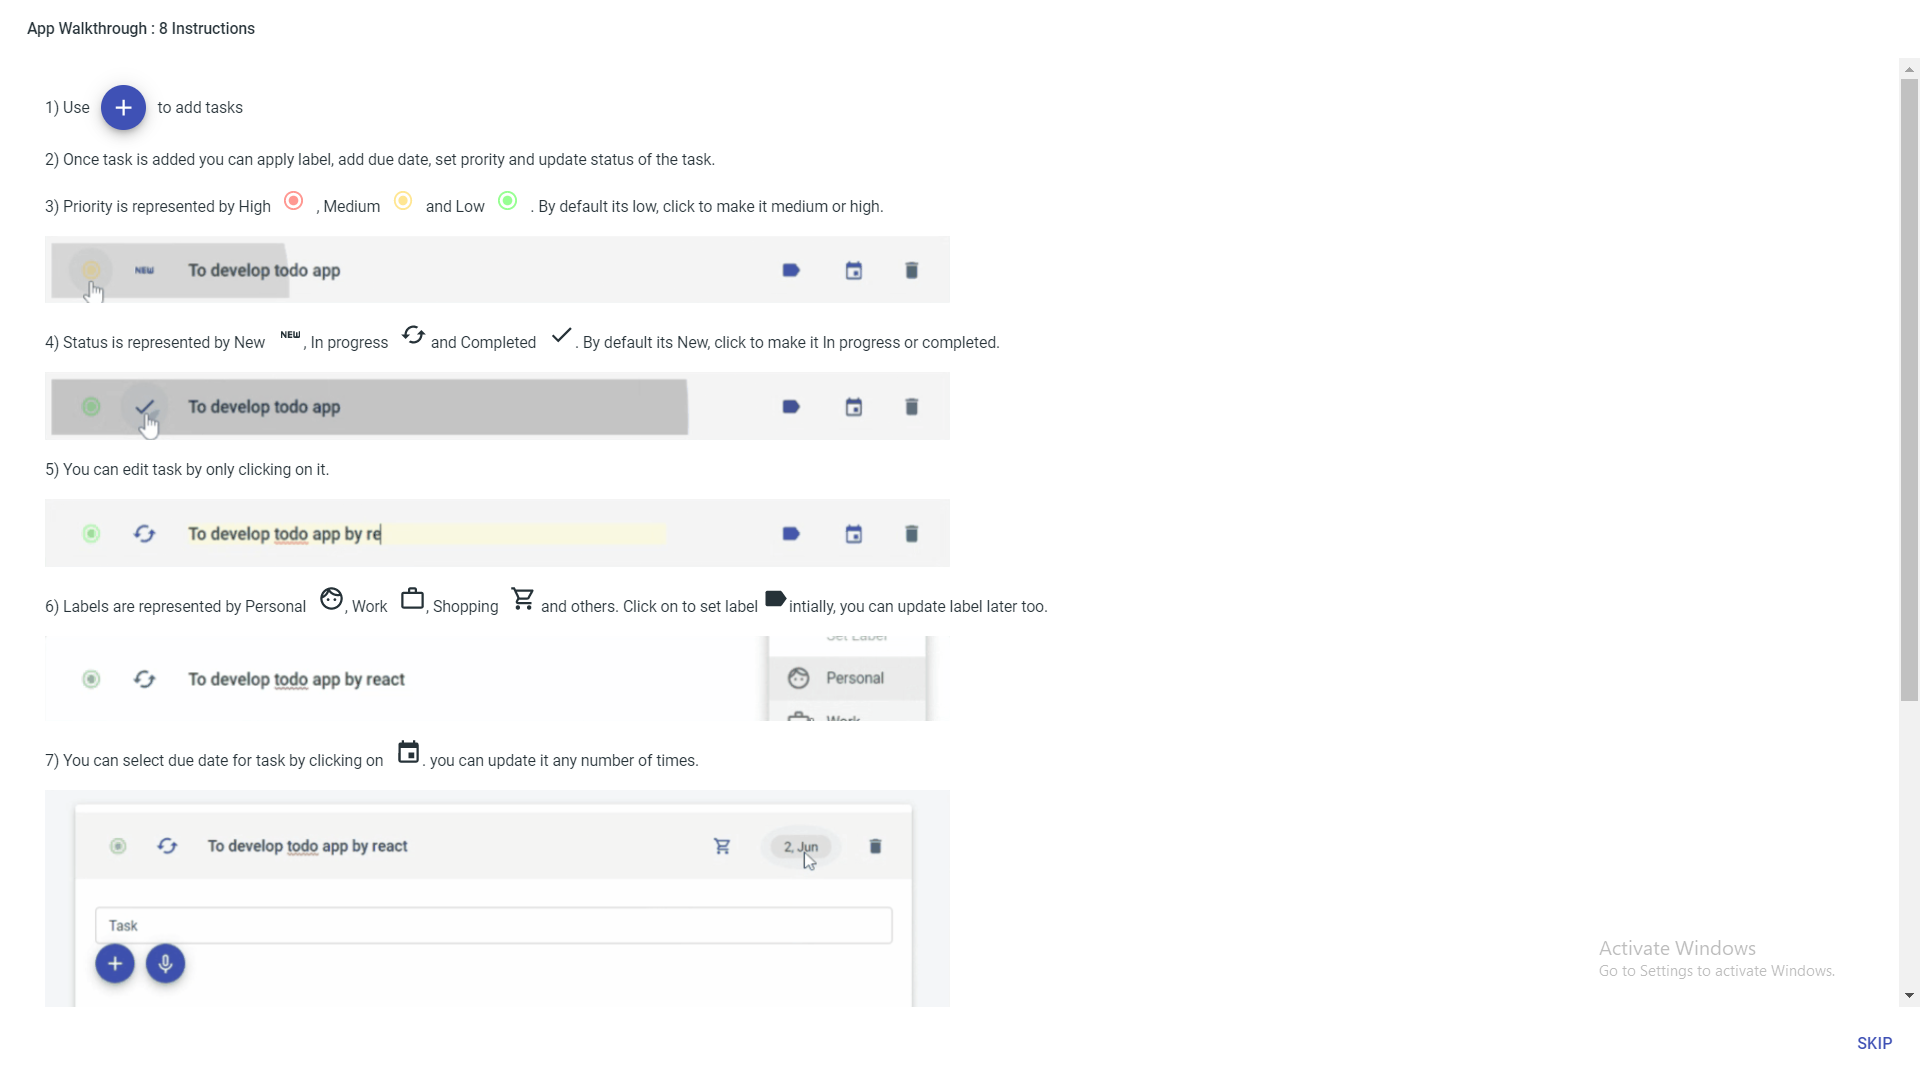 App Walkthrough : 8 Instructions
1) Use + to add tasks
2) Once task is added you can apply label, add due date, set prority and update status of the task.
3) Priority is represented by High , Medium and Low . By default its low, click to make it medium or high.
NEW To develop todo app
4) Status is represented by New NEW , In progress and Completed . By default its New, click to make it In progress or completed.
To develop todo app
5) You can edit task by only clicking on it.
To develop todo app by re
6) Labels are represented by Personal , Work , Shopping and others. Click on to set label intially, you can update label later too.
Set Label
To develop todo app by react
Personal
Work
7) You can select due date for task by clicking on . you can update it any number of times.
To develop todo app by react 2, Jun
Task
+
Activate Windows
Go to Settings to activate Windows.
SKIP